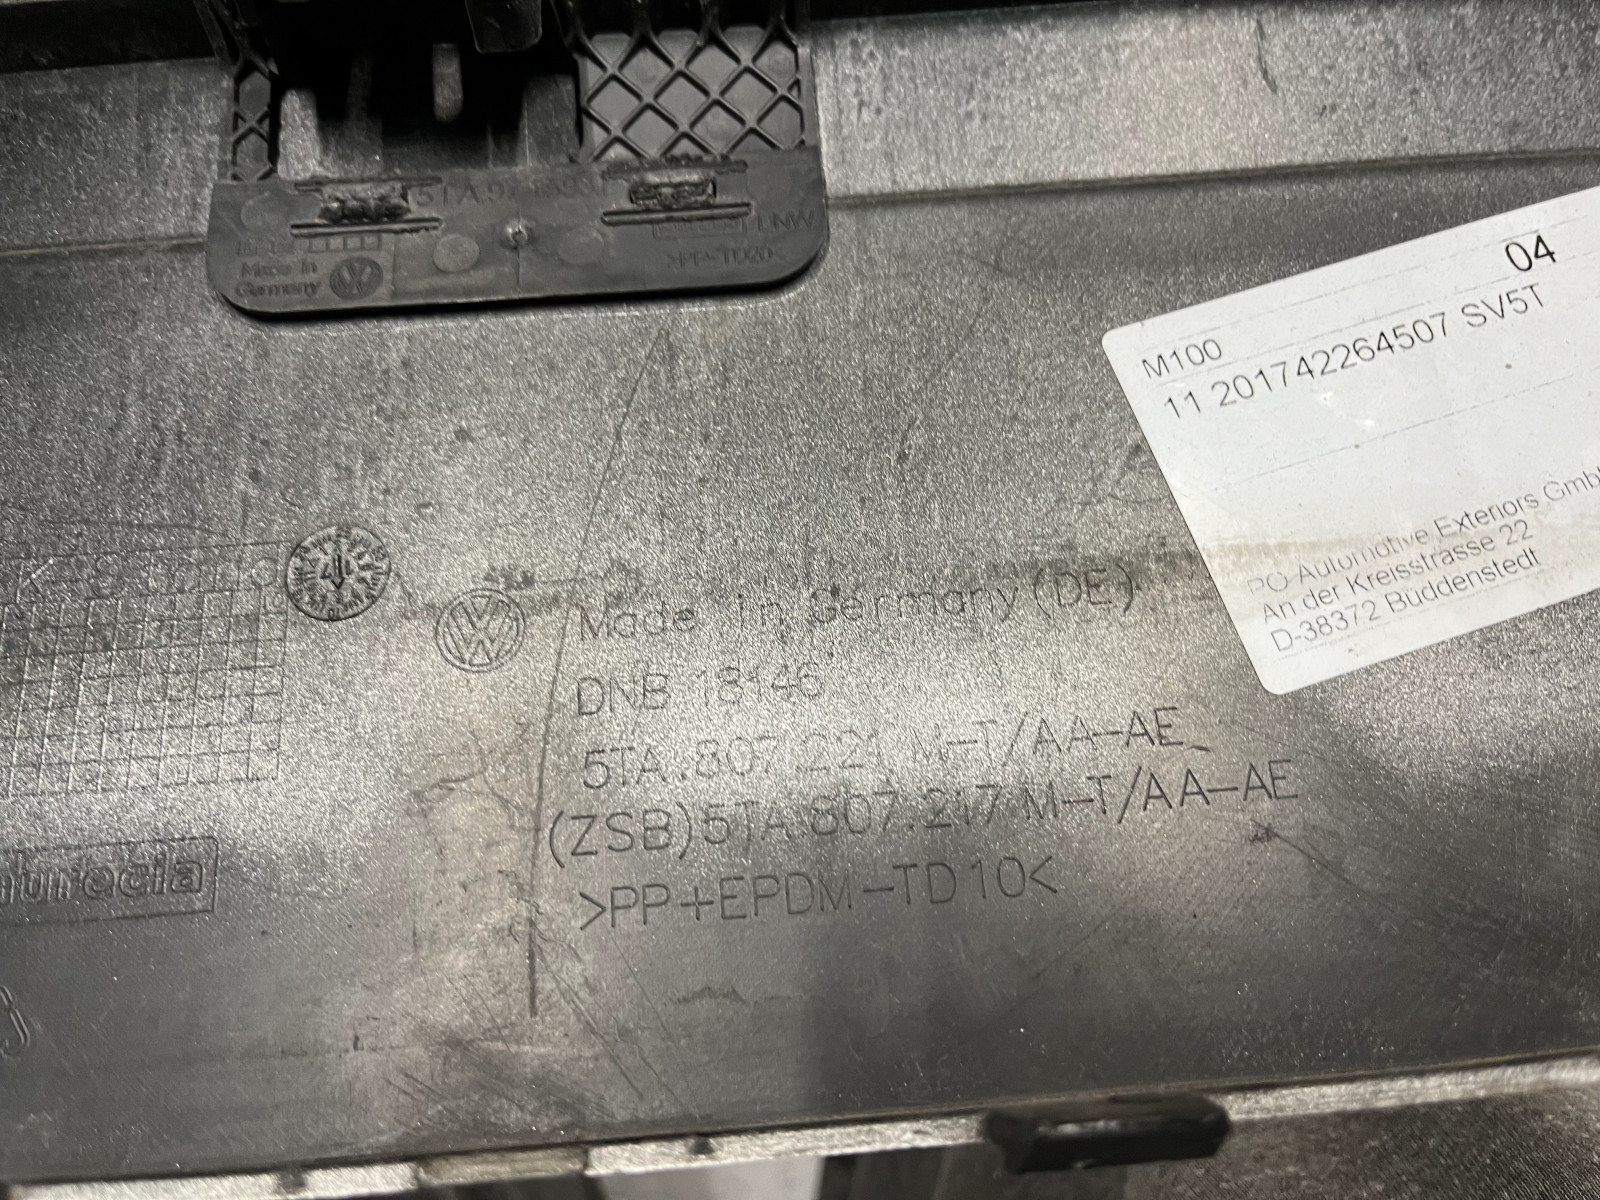 Made in
Germany
>PP-TD20<
04
M100
11 201742264507 SV5T
PO Automotive Exteriors
An der Kreisstrasse 22
D-38372 Büddenstedt
Made in Germany (DE)
DNB 18146
5TA.807.221 M-T/AA-AE
(ZSB)5TA.807.217 M-T/AA-AE
>PP+EPDM-TD10<